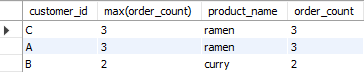 customer_id max(order_count) product_name order_count
C 3 ramen 3
A 3 ramen 3
B 2 curry 2